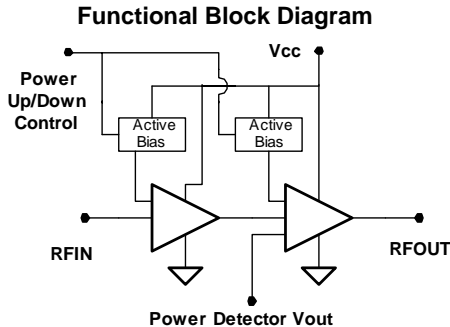 Functional Block Diagram
Vcc
Power
Up/Down
Control
Active
Bias
Active
Bias
RFIN
RFOUT
Power Detector Vout